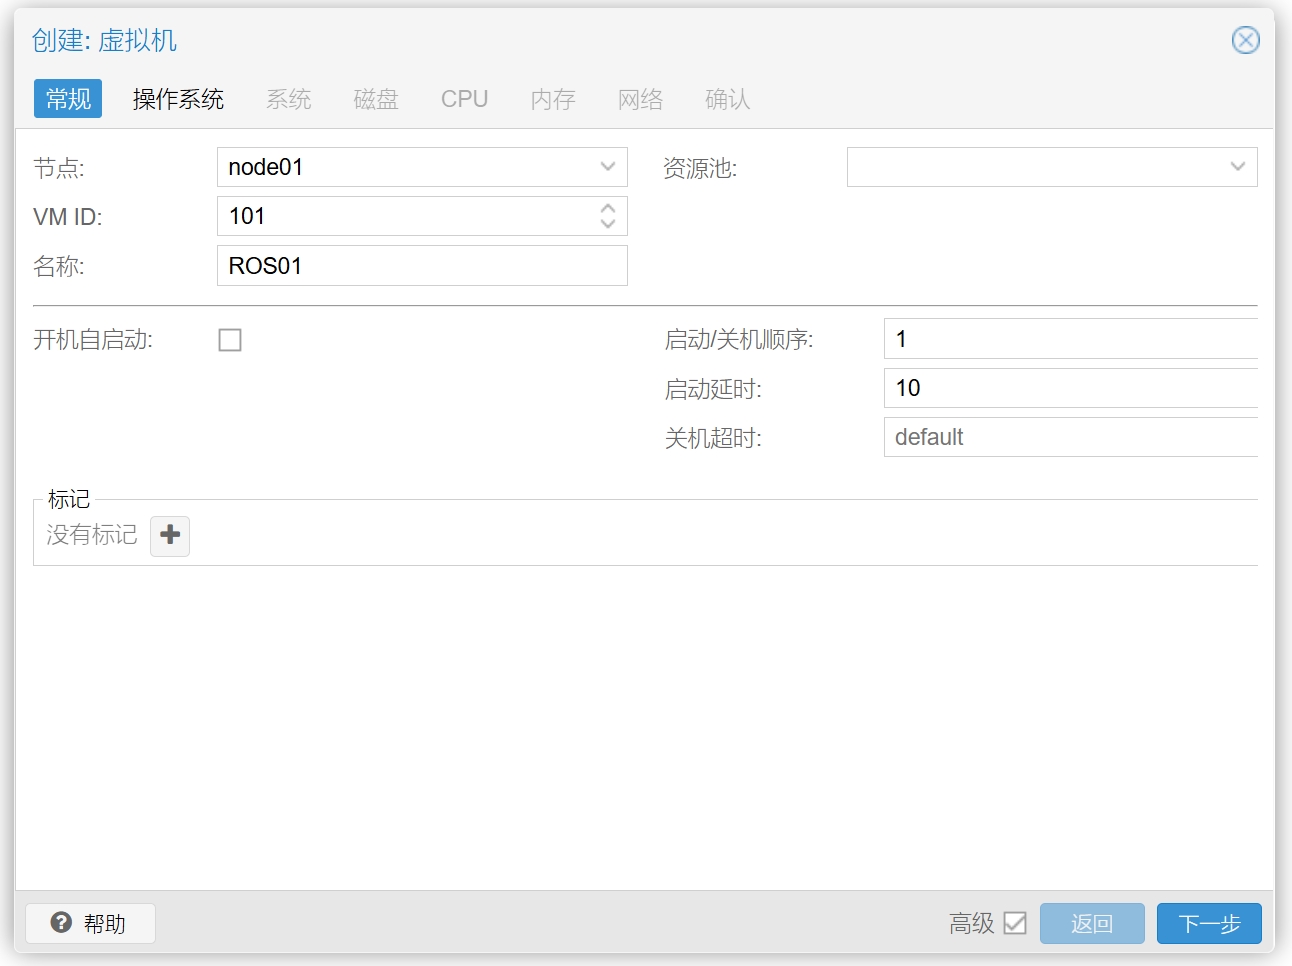 创建: 虚拟机
常规 操作系统 系统 磁盘 CPU 内存 网络 确认
节点: node01 资源池:
VM ID: 101
名称: ROS01
开机自启动: 启动/关机顺序: 1
启动延时: 10
关机超时: default
标记
没有标记
帮助 高级 返回 下一步